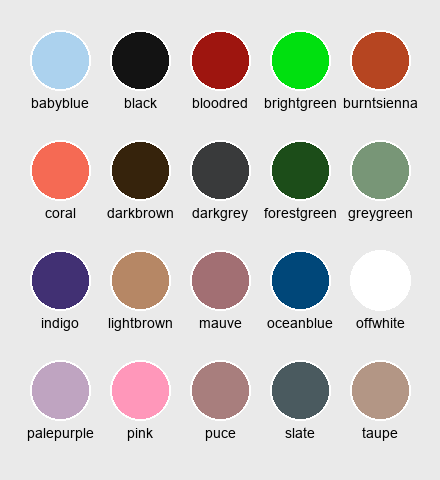 babyblue black bloodred brightgreen burntsienna
coral darkbrown darkgrey forestgreen greygreen
indigo lightbrown mauve oceanblue offwhite
palepurple pink puce slate taupe